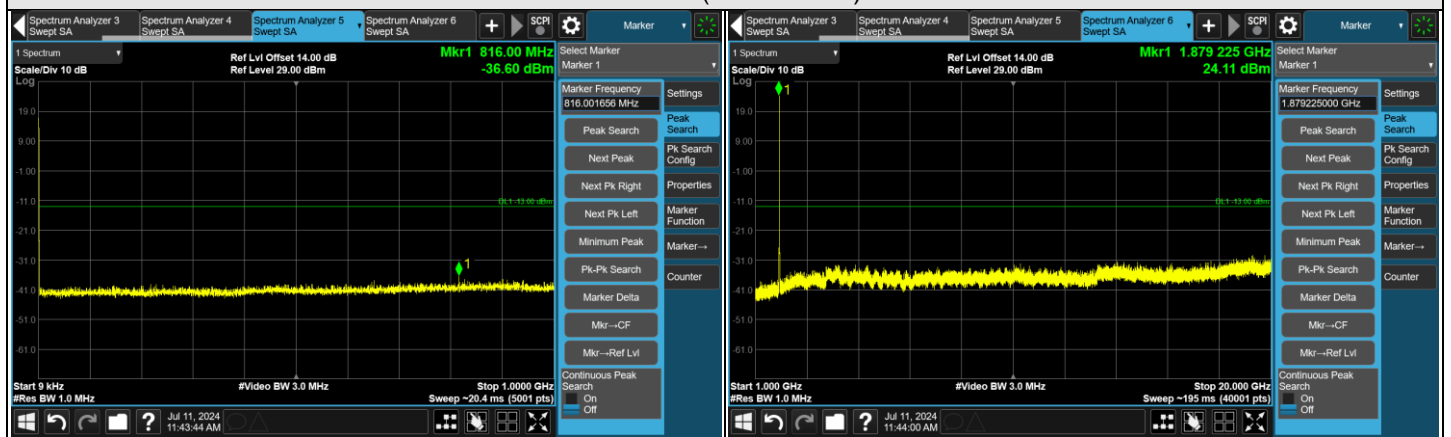 Spectrum Analyzer 3
Swept SA
Spectrum Analyzer 4
Swept SA
Spectrum Analyzer 5
Swept SA
Spectrum Analyzer 6
Swept SA
SCPI
Marker
1 Spectrum
Scale/Div 10 dB
Log
Ref Lvl Offset 14.00 dB
Ref Level 29.00 dBm
Mkr1 816.00 MHz
-36.60 dBm
19.0
9.00
-1.00
-11.0
-21.0
-31.0
-41.0
-51.0
-61.0
DL1 -13.00 dBm
1
Start 9 kHz
#Res BW 1.0 MHz
#Video BW 3.0 MHz
Stop 1.0000 GHz
Sweep ~20.4 ms (5001 pts)
Select Marker
Marker 1
Marker Frequency
816.001656 MHz
Peak Search
Next Peak
Next Pk Right
Next Pk Left
Minimum Peak
Pk-Pk Search
Marker Delta
Mkr→CF
Mkr→Ref Lvl
Continuous Peak
Search
On
Off
Settings
Peak
Search
Pk Search
Config
Properties
Marker
Function
Marker→
Counter
?
Jul 11, 2024
11:43:44 AM
Spectrum Analyzer 3
Swept SA
Spectrum Analyzer 4
Swept SA
Spectrum Analyzer 5
Swept SA
Spectrum Analyzer 6
Swept SA
SCPI
Marker
1 Spectrum
Scale/Div 10 dB
Log
Ref Lvl Offset 14.00 dB
Ref Level 29.00 dBm
Mkr1 1.879 225 GHz
24.11 dBm
19.0
9.00
-1.00
-11.0
-21.0
-31.0
-41.0
-51.0
-61.0
DL1 -13.00 dBm
1
Start 1.000 GHz
#Res BW 1.0 MHz
#Video BW 3.0 MHz
Stop 20.000 GHz
Sweep ~195 ms (40001 pts)
Select Marker
Marker 1
Marker Frequency
1.879225000 GHz
Peak Search
Next Peak
Next Pk Right
Next Pk Left
Minimum Peak
Pk-Pk Search
Marker Delta
Mkr→CF
Mkr→Ref Lvl
Continuous Peak
Search
On
Off
Settings
Peak
Search
Pk Search
Config
Properties
Marker
Function
Marker→
Counter
?
Jul 11, 2024
11:44:00 AM